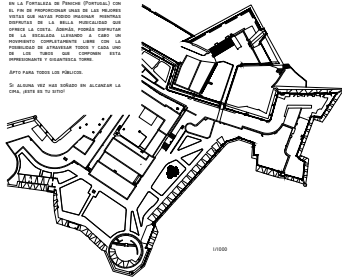 EN LA FORTALEZA DE PENICHE (PORTUGAL) CON
EL FIN DE PROPORCIONAR UNAS DE LAS MEJORES
VISTAS QUE HAYAS PODIDO IMAGINAR MIENTRAS
DISFRUTAS DE LA BELLA MUSICALIDAD QUE
OFRECE LA COSTA. ADEMÁS, PODRÁS DISFRUTAR
DE LA ESCALADA LLEVANDO A CABO UN
MOVIMIENTO COMPLETAMENTE LIBRE CON LA
POSIBILIDAD DE ATRAVESAR TODOS Y CADA UNO
DE LOS TUBOS QUE COMPONEN ESTA
IMPRESIONANTE Y GIGANTESCA TORRE.
APTO PARA TODOS LOS PÚBLICOS.
SI ALGUNA VEZ HAS SOÑADO EN ALCANZAR LA
CIMA, ¡ESTE ES TU SITIO!
1/1000